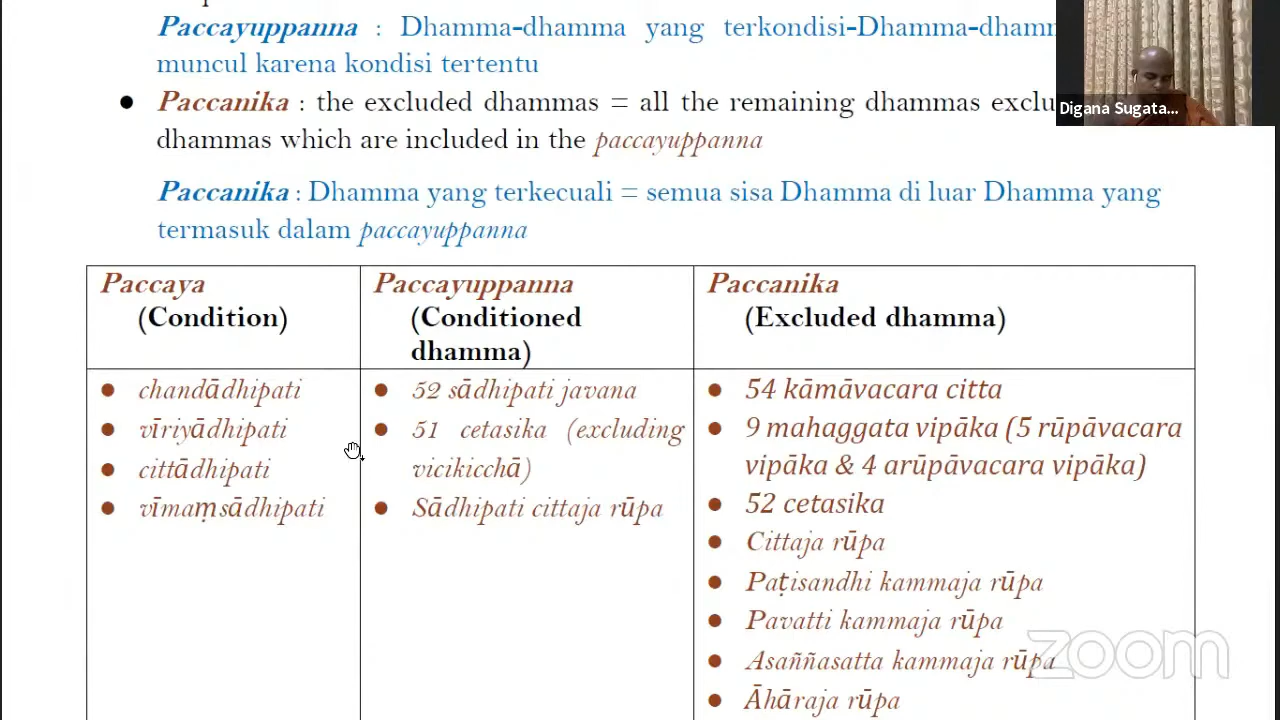 Paccayuppanna : Dhamma-dhamma yang terkondisi-Dhamma-dhamm
muncul karena kondisi tertentu
● Paccanika : the excluded dhammas = all the remaining dhammas exclu
dhammas which are included in the paccayuppanna
Paccanika : Dhamma yang terkecuali = semua sisa Dhamma di luar Dhamma yang
termasuk dalam paccayuppanna
Digana Sugata...
Paccaya
(Condition)
Paccayuppanna
(Conditioned
dhamma)
Paccanika
(Excluded dhamma)
● chandādhipati
● vīriyādhipati
● cittādhipati
● vīmaṃsādhipati
● 52 sādhipati javana
● 51 cetasika (excluding
vicikicchā)
● Sādhipati cittaja rūpa
● 54 kāmāvacara citta
● 9 mahaggata vipāka (5 rūpāvacara
vipāka & 4 arūpāvacara vipāka)
● 52 cetasika
● Cittaja rūpa
● Paṭisandhi kammaja rūpa
● Pavatti kammaja rūpa
● Asaññasatta kammaja rūpa
● Āhāraja rūpa
zoom